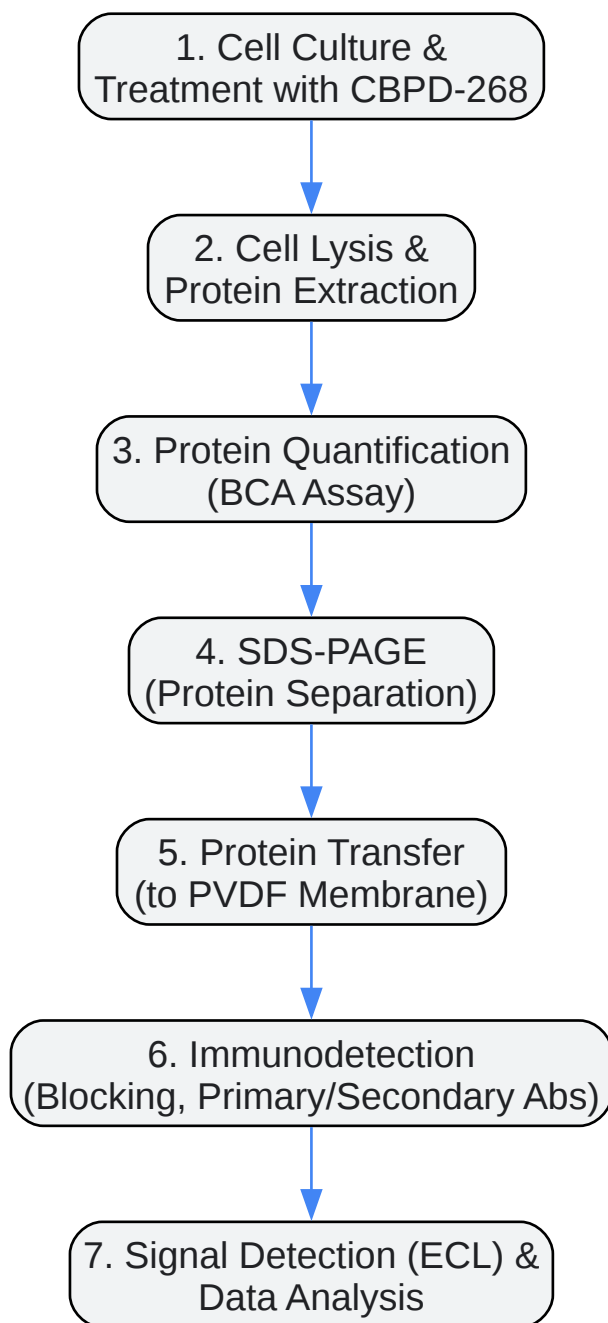 1. Cell Culture &
Treatment with CBPD-268
2. Cell Lysis &
Protein Extraction
3. Protein Quantification
(BCA Assay)
4. SDS-PAGE
(Protein Separation)
5. Protein Transfer
(to PVDF Membrane)
6. Immunodetection
(Blocking, Primary/Secondary Abs)
7. Signal Detection (ECL) &
Data Analysis